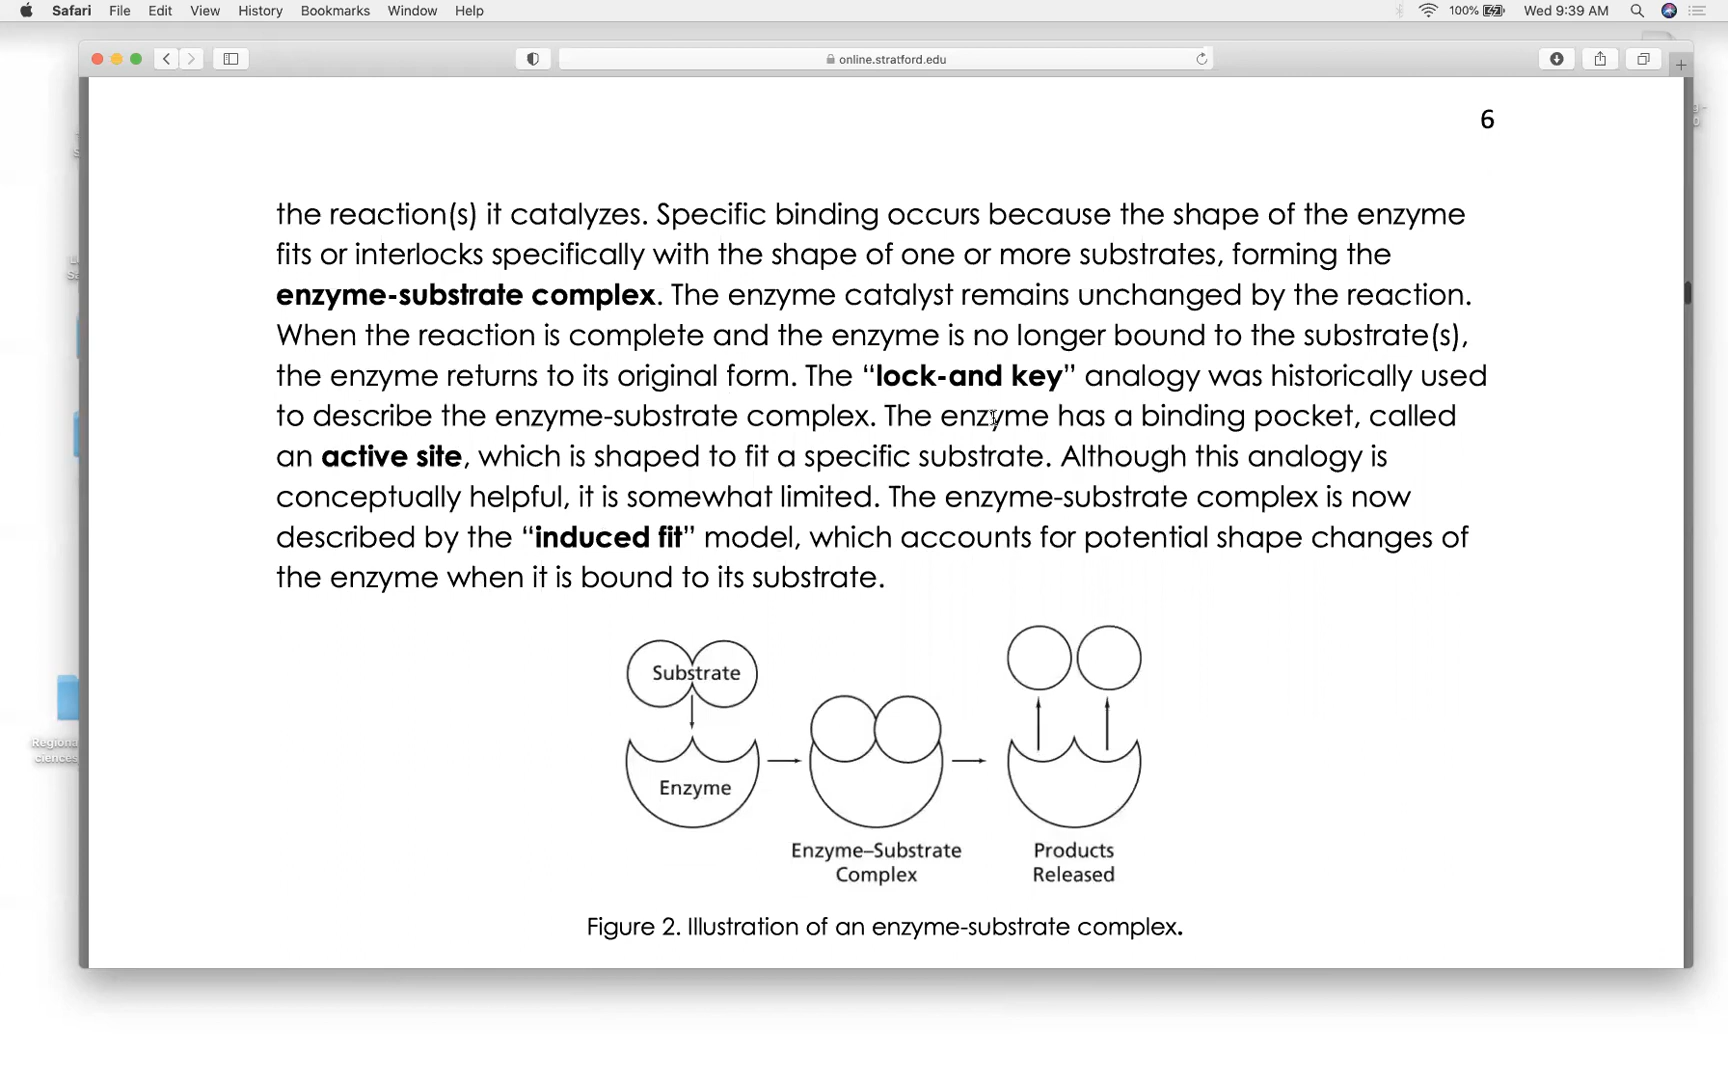 Safari File Edit View History Bookmarks Window Help 100% Wed 9:39 AM
online.stratford.edu
6
the reaction(s) it catalyzes. Specific binding occurs because the shape of the enzyme
fits or interlocks specifically with the shape of one or more substrates, forming the
enzyme-substrate complex. The enzyme catalyst remains unchanged by the reaction.
When the reaction is complete and the enzyme is no longer bound to the substrate(s),
the enzyme returns to its original form. The “lock-and key” analogy was historically used
to describe the enzyme-substrate complex. The enzyme has a binding pocket, called
an active site, which is shaped to fit a specific substrate. Although this analogy is
conceptually helpful, it is somewhat limited. The enzyme-substrate complex is now
described by the “induced fit” model, which accounts for potential shape changes of
the enzyme when it is bound to its substrate.
Substrate
Enzyme
Enzyme–Substrate
Complex
Products
Released
Figure 2. Illustration of an enzyme-substrate complex.
Regiona
ciences